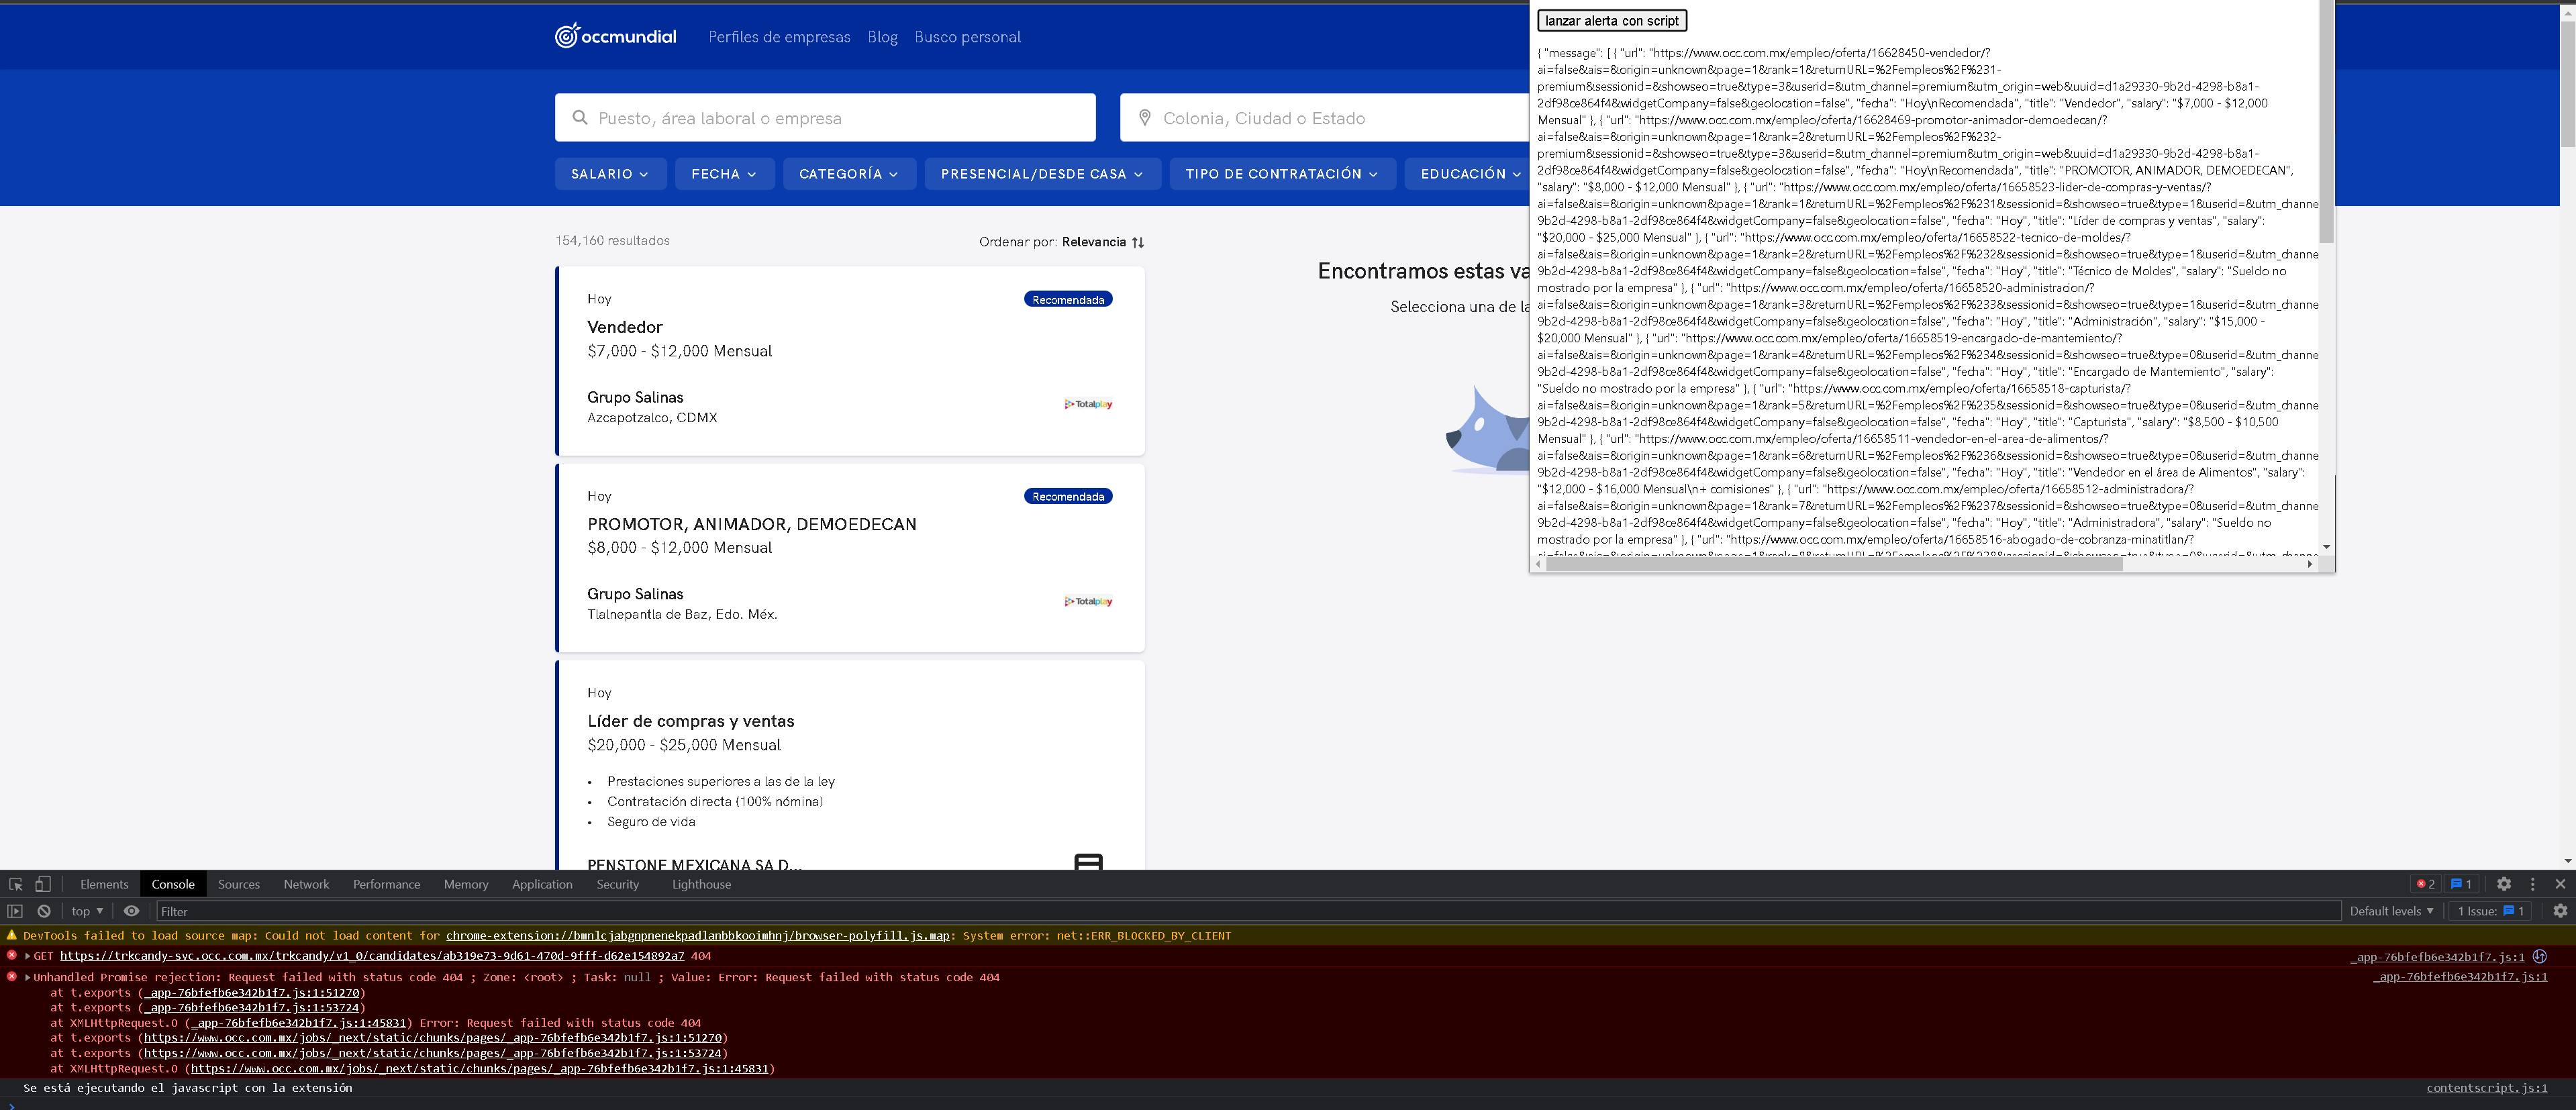 occmundial
Perfiles de empresas
Blog
Busco personal
Puesto, área laboral o empresa
Colonia, Ciudad o Estado
SALARIO
FECHA
CATEGORÍA
PRESENCIAL/DESDE CASA
TIPO DE CONTRATACIÓN
EDUCACIÓN
154,160 resultados
Ordenar por: Relevancia
Hoy
Recomendada
Vendedor
$7,000 - $12,000 Mensual
Grupo Salinas
Totalplay
Azcapotzalco, CDMX
Hoy
Recomendada
PROMOTOR, ANIMADOR, DEMOEDECAN
$8,000 - $12,000 Mensual
Grupo Salinas
Totalplay
Tlalnepantla de Baz, Edo. Méx.
Hoy
Líder de compras y ventas
$20,000 - $25,000 Mensual
• Prestaciones superiores a las de la ley
• Contratación directa (100% nómina)
• Seguro de vida
PENSTONE MEXICANA SA D...
Encontramos estas va
Selecciona una de la
lanzar alerta con script
{ "message": [ { "url": "https://www.occ.com.mx/empleo/oferta/16628450-vendedor/?
ai=false&ais=&origin=unknown&page=1&rank=1&returnURL=%2Fempleos%2F%231-
premium&sessionid=&showseo=true&type=3&userid=&utm_channel=premium&utm_origin=web&uuid=d1a29330-9b2d-4298-b8a1-
2df98ce864f4&widgetCompany=false&geolocation=false", "fecha": "Hoy\nRecomendada", "title": "Vendedor", "salary": "$7,000 - $12,000
Mensual" }, { "url": "https://www.occ.com.mx/empleo/oferta/16628469-promotor-animador-demoedecan/?
ai=false&ais=&origin=unknown&page=1&rank=2&returnURL=%2Fempleos%2F%232-
premium&sessionid=&showseo=true&type=3&userid=&utm_channel=premium&utm_origin=web&uuid=d1a29330-9b2d-4298-b8a1-
2df98ce864f4&widgetCompany=false&geolocation=false", "fecha": "Hoy\nRecomendada", "title": "PROMOTOR, ANIMADOR, DEMOEDECAN",
"salary": "$8,000 - $12,000 Mensual" }, { "url": "https://www.occ.com.mx/empleo/oferta/16658523-lider-de-compras-y-ventas/?
ai=false&ais=&origin=unknown&page=1&rank=1&returnURL=%2Fempleos%2F%231&sessionid=&showseo=true&type=1&userid=&utm_channe
9b2d-4298-b8a1-2df98ce864f4&widgetCompany=false&geolocation=false", "fecha": "Hoy", "title": "Líder de compras y ventas", "salary":
"$20,000 - $25,000 Mensual" }, { "url": "https://www.occ.com.mx/empleo/oferta/16658522-tecnico-de-moldes/?
ai=false&ais=&origin=unknown&page=1&rank=2&returnURL=%2Fempleos%2F%232&sessionid=&showseo=true&type=1&userid=&utm_channe
9b2d-4298-b8a1-2df98ce864f4&widgetCompany=false&geolocation=false", "fecha": "Hoy", "title": "Técnico de Moldes", "salary": "Sueldo no
mostrado por la empresa" }, { "url": "https://www.occ.com.mx/empleo/oferta/16658520-administracion/?
ai=false&ais=&origin=unknown&page=1&rank=3&returnURL=%2Fempleos%2F%233&sessionid=&showseo=true&type=1&userid=&utm_channe
9b2d-4298-b8a1-2df98ce864f4&widgetCompany=false&geolocation=false", "fecha": "Hoy", "title": "Administración", "salary": "$15,000 -
$20,000 Mensual" }, { "url": "https://www.occ.com.mx/empleo/oferta/16658519-encargado-de-mantemiento/?
ai=false&ais=&origin=unknown&page=1&rank=4&returnURL=%2Fempleos%2F%234&sessionid=&showseo=true&type=0&userid=&utm_channe
9b2d-4298-b8a1-2df98ce864f4&widgetCompany=false&geolocation=false", "fecha": "Hoy", "title": "Encargado de Mantemiento", "salary":
"Sueldo no mostrado por la empresa" }, { "url": "https://www.occ.com.mx/empleo/oferta/16658518-capturista/?
ai=false&ais=&origin=unknown&page=1&rank=5&returnURL=%2Fempleos%2F%235&sessionid=&showseo=true&type=0&userid=&utm_channe
9b2d-4298-b8a1-2df98ce864f4&widgetCompany=false&geolocation=false", "fecha": "Hoy", "title": "Capturista", "salary": "$8,500 - $10,500
Mensual" }, { "url": "https://www.occ.com.mx/empleo/oferta/16658511-vendedor-en-el-area-de-alimentos/?
ai=false&ais=&origin=unknown&page=1&rank=6&returnURL=%2Fempleos%2F%236&sessionid=&showseo=true&type=0&userid=&utm_channe
9b2d-4298-b8a1-2df98ce864f4&widgetCompany=false&geolocation=false", "fecha": "Hoy", "title": "Vendedor en el área de Alimentos", "salary":
"$12,000 - $16,000 Mensual\n+ comisiones" }, { "url": "https://www.occ.com.mx/empleo/oferta/16658512-administradora/?
ai=false&ais=&origin=unknown&page=1&rank=7&returnURL=%2Fempleos%2F%237&sessionid=&showseo=true&type=0&userid=&utm_channe
9b2d-4298-b8a1-2df98ce864f4&widgetCompany=false&geolocation=false", "fecha": "Hoy", "title": "Administradora", "salary": "Sueldo no
mostrado por la empresa" }, { "url": "https://www.occ.com.mx/empleo/oferta/16658516-abogado-de-cobranza-minatitlan/?
Elements
Console
Sources
Network
Performance
Memory
Application
Security
Lighthouse
2
1
top
Filter
Default levels
1 Issue: 1
DevTools failed to load source map: Could not load content for chrome-extension://bmnlcjabgnpnenekpadlanbbkooimhnj/browser-polyfill.js.map: System error: net::ERR_BLOCKED_BY_CLIENT
GET https://trkcandy-svc.occ.com.mx/trkcandy/v1_0/candidates/ab319e73-9d61-470d-9fff-d62e154892a7 404
_app-76bfefb6e342b1f7.js:1
Unhandled Promise rejection: Request failed with status code 404 ; Zone: <root> ; Task: null ; Value: Error: Request failed with status code 404
_app-76bfefb6e342b1f7.js:1
at t.exports (_app-76bfefb6e342b1f7.js:1:51270)
at t.exports (_app-76bfefb6e342b1f7.js:1:53724)
at XMLHttpRequest.O (_app-76bfefb6e342b1f7.js:1:45831) Error: Request failed with status code 404
at t.exports (https://www.occ.com.mx/jobs/_next/static/chunks/pages/_app-76bfefb6e342b1f7.js:1:51270)
at t.exports (https://www.occ.com.mx/jobs/_next/static/chunks/pages/_app-76bfefb6e342b1f7.js:1:53724)
at XMLHttpRequest.O (https://www.occ.com.mx/jobs/_next/static/chunks/pages/_app-76bfefb6e342b1f7.js:1:45831)
Se está ejecutando el javascript con la extensión
contentscript.js:1